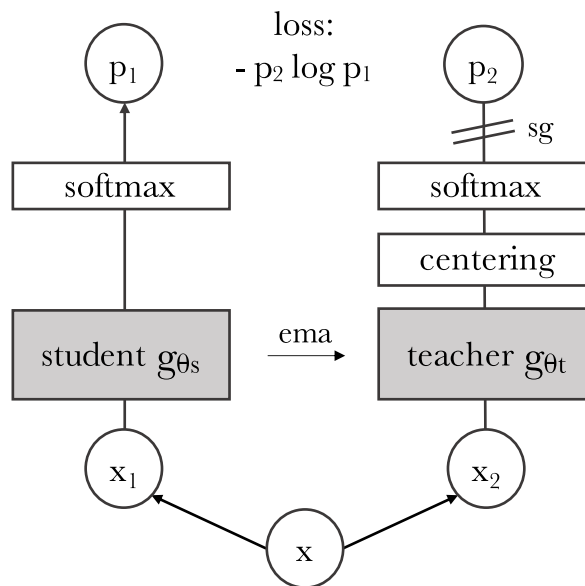 loss:
- p₂ log p₁
p₁
p₂
sg
softmax
softmax
centering
student gθs
ema
teacher gθt
x₁
x₂
x